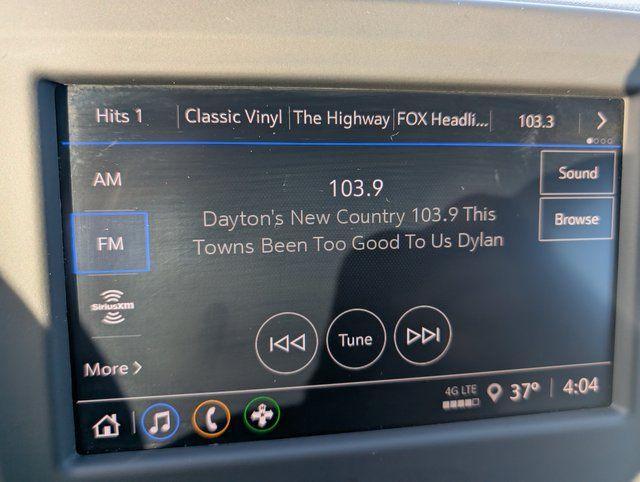 Hits 1 Classic Vinyl The Highway FOX Headli... 103.3
AM
103.9
Sound
Dayton's New Country 103.9 This
Browse
FM
Towns Been Too Good To Us Dylan
SiriusXM
Tune
More
4G LTE 37° 4:04